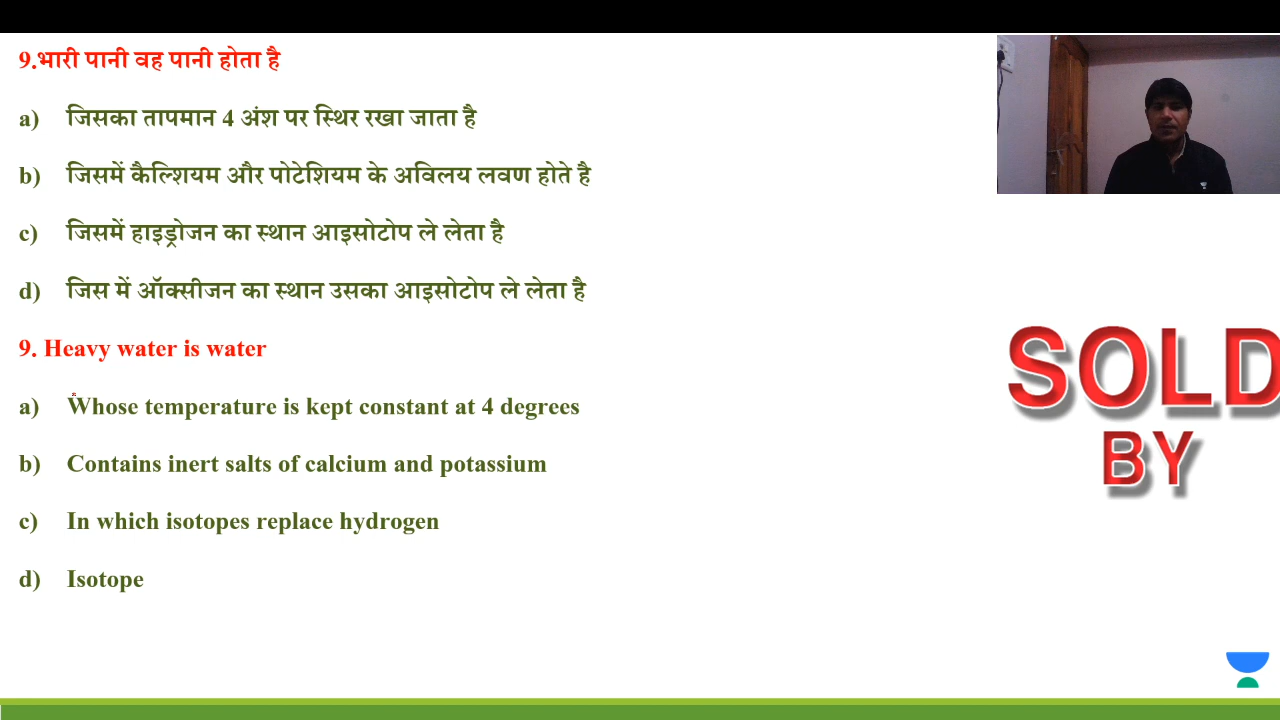 9.भारी पानी वह पानी होता है
a) जिसका तापमान 4 अंश पर स्थिर रखा जाता है
b) जिसमें कैल्शियम और पोटेशियम के अविलय लवण होते है
c) जिसमें हाइड्रोजन का स्थान आइसोटोप ले लेता है
d) जिस में ऑक्सीजन का स्थान उसका आइसोटोप ले लेता है
9. Heavy water is water
a) Whose temperature is kept constant at 4 degrees
b) Contains inert salts of calcium and potassium
c) In which isotopes replace hydrogen
d) Isotope
SOLD
BY